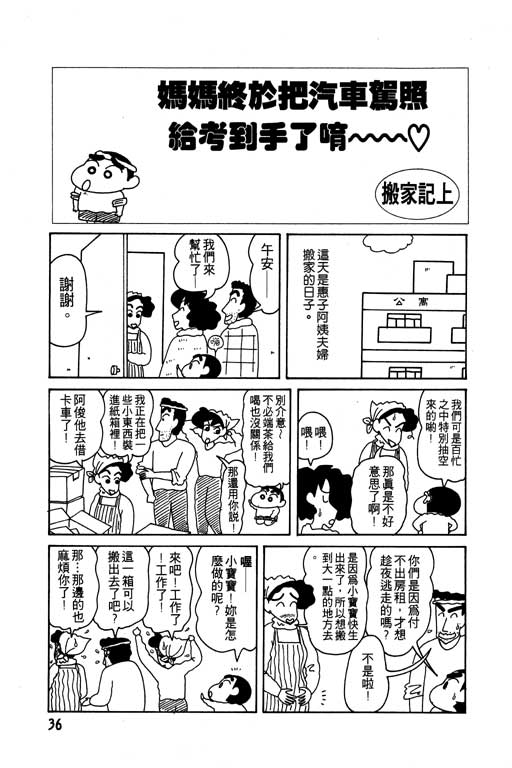 媽媽終於把汽車駕照
給考到手了唷~~~♡
搬家記上
公寓
這天是惠子阿姨夫婦
搬家的日子。
午安──
我們來
幫忙了─
嗨
謝謝。
我們可是百忙
之中特別抽空
來的喲!
那眞是不好
意思了啊!
喂!
喂!
別介意~
不必端茶給我們
喝也沒關係!
那還用你說!
我正在把一
些小東西裝
進紙箱裡!
阿俊他去借
卡車了!
你們是因爲付
不出房租,才想
趁夜逃走的嗎?
不是啦!
是因爲小寶寶快生
出來了,所以想搬
到大一點的地方去
。
喔──
小寶寶!妳是怎
麼做的呢?
來吧!工作了
!工作了!
這一箱可以
搬出去了吧?
那…那邊的也
麻煩你了!
36